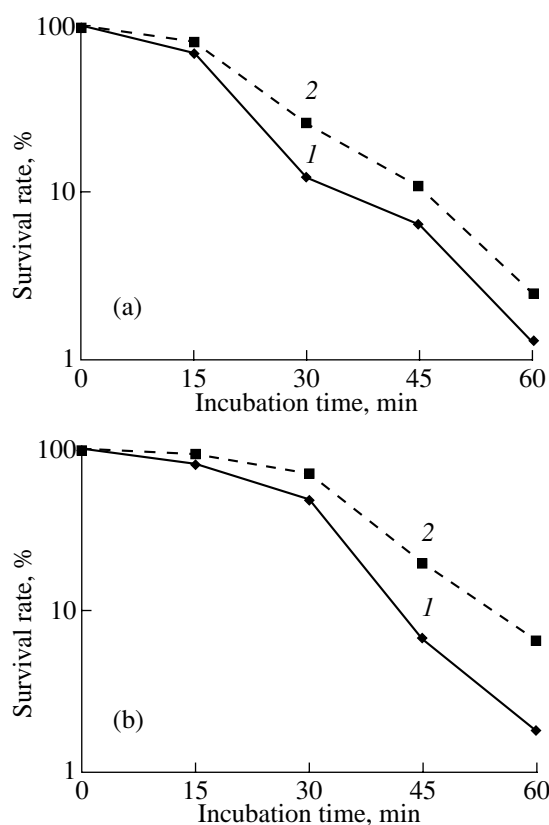 100
Survival rate, %
2
1
10
(a)
1
0 15 30 45 60
Incubation time, min
100
Survival rate, %
2
10
1
(b)
1
0 15 30 45 60
Incubation time, min